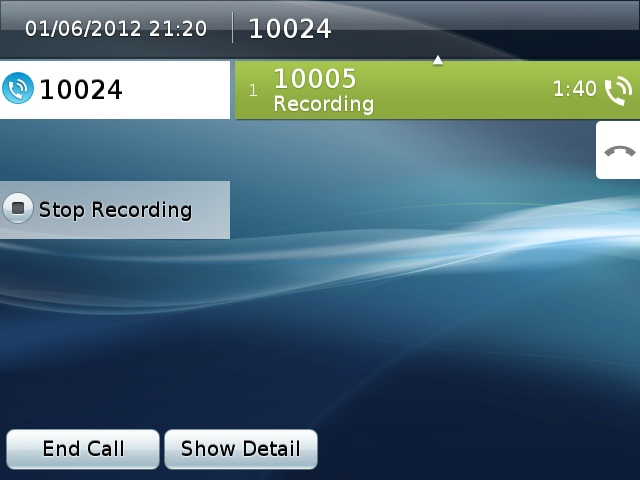 01/06/2012 21:20
10024
10024
1
10005
Recording
1:40
Stop Recording
End Call
Show Detail